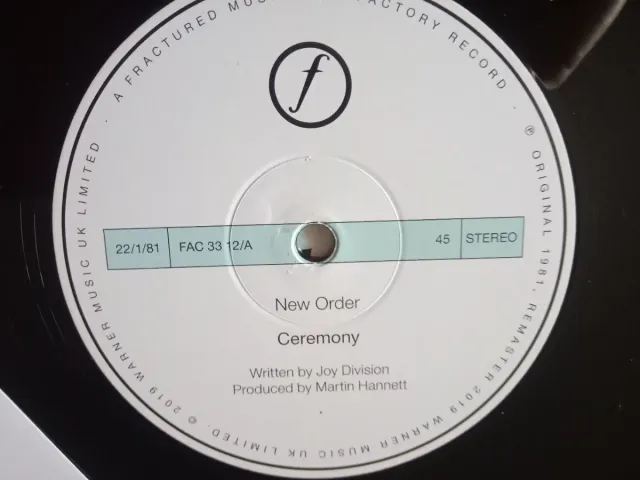 A FRACTURED MUSIC FACTORY RECORD
℗ ORIGINAL 1981, REMASTER 2019 WARNER MUSIC UK LIMITED. © 2019 WARNER MUSIC UK LIMITED
f
22/1/81 FAC 33 12/A 45 STEREO
New Order
Ceremony
Written by Joy Division
Produced by Martin Hannett